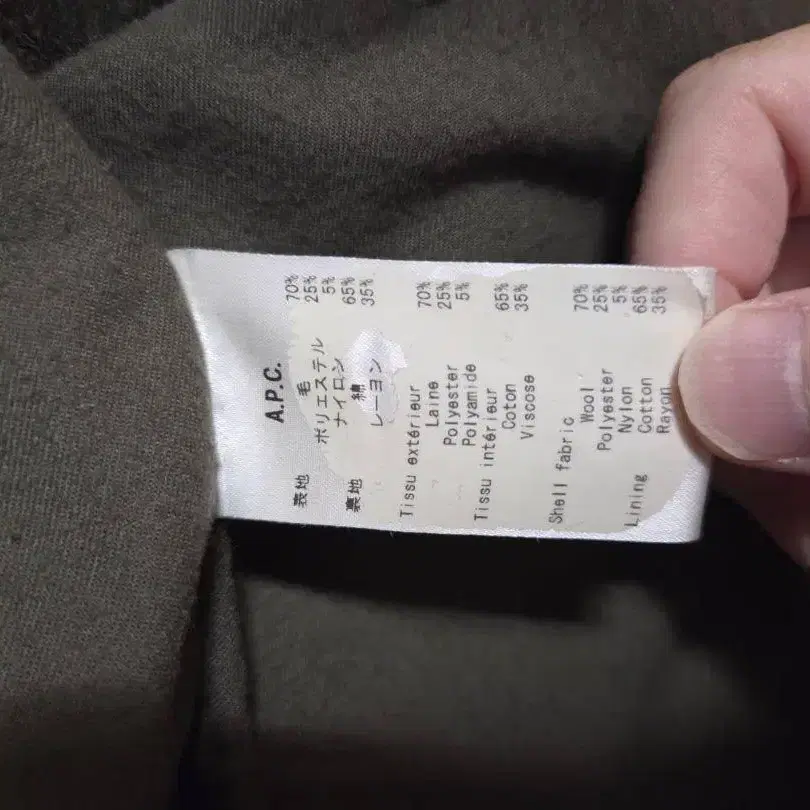 A.P.C.
表地
毛 70%
ポリエステル 25%
ナイロン 5%
裏地
綿 65%
レーヨン 35%
Tissu extérieur
Laine 70%
Polyester 25%
Polyamide 5%
Tissu intérieur
Coton 65%
Viscose 35%
Shell fabric
Wool 70%
Polyester 25%
Nylon 5%
Lining
Cotton 65%
Rayon 35%